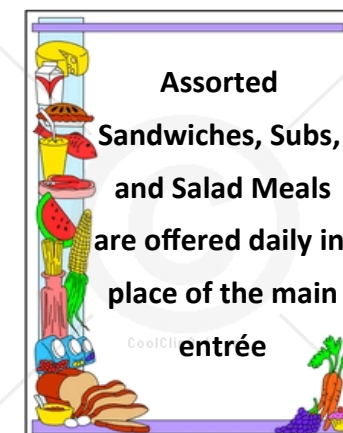 Assorted
Sandwiches, Subs,
and Salad Meals
are offered daily in
place of the main
entrée